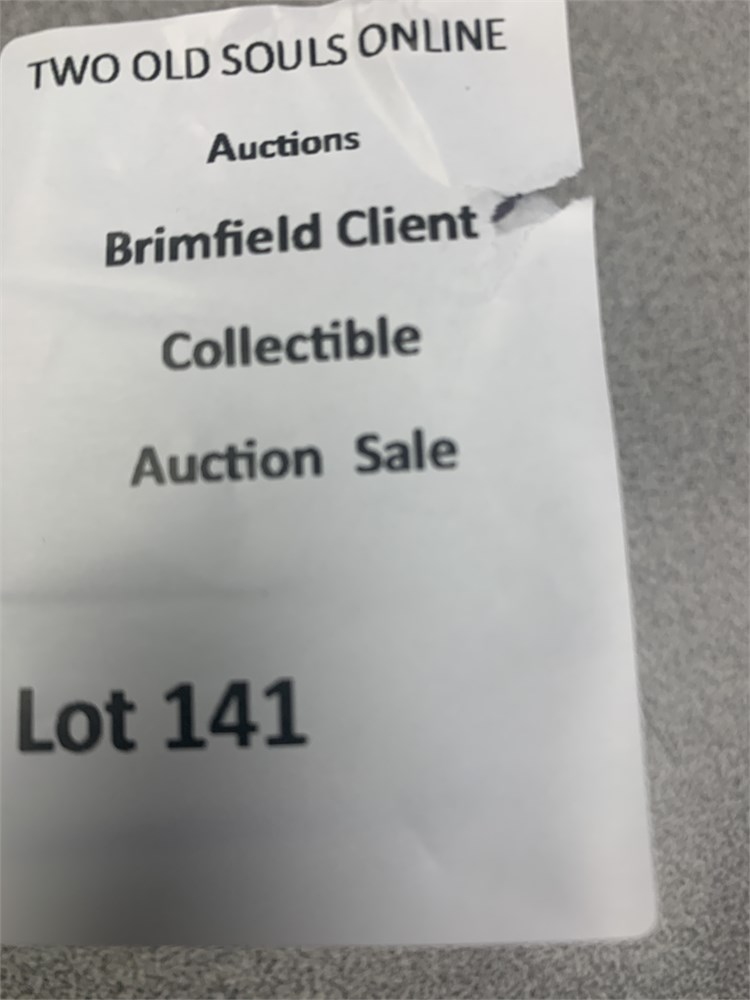 TWO OLD SOULS ONLINE
Auctions
Brimfield Client
Collectible
Auction Sale
Lot 141